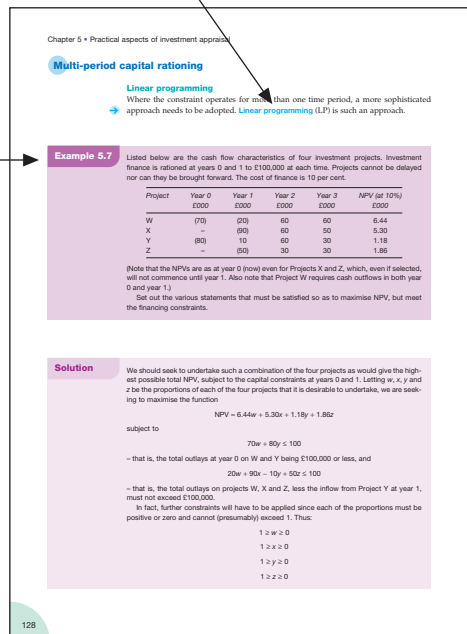 Chapter 5 • Practical aspects of investment appraisal
Multi-period capital rationing
Linear programming
Where the constraint operates for more than one time period, a more sophisticated
approach needs to be adopted. Linear programming (LP) is such an approach.
Example 5.7
Listed below are the cash flow characteristics of four investment projects. Investment
finance is rationed at years 0 and 1 to £100,000 at each time. Projects cannot be delayed
nor can they be brought forward. The cost of finance is 10 per cent.
Project Year 0 Year 1 Year 2 Year 3 NPV (at 10%)
£000 £000 £000 £000 £000
W (70) (20) 60 60 6.44
X – (90) 60 50 5.30
Y (80) 10 60 30 1.18
Z – (50) 30 30 1.86
(Note that the NPVs are as at year 0 (now) even for Projects X and Z, which, even if selected,
will not commence until year 1. Also note that Project W requires cash outflows in both year
0 and year 1.)
Set out the various statements that must be satisfied so as to maximise NPV, but meet
the financing constraints.
Solution
We should seek to undertake such a combination of the four projects as would give the high-
est possible total NPV, subject to the capital constraints at years 0 and 1. Letting w, x, y and
z be the proportions of each of the four projects that it is desirable to undertake, we are seek-
ing to maximise the function
NPV = 6.44w + 5.30x + 1.18y + 1.86z
subject to
70w + 80y ≤ 100
– that is, the total outlays at year 0 on W and Y being £100,000 or less, and
20w + 90x – 10y + 50z ≤ 100
– that is, the total outlays on projects W, X and Z, less the inflow from Project Y at year 1,
must not exceed £100,000.
In fact, further constraints will have to be applied since each of the proportions must be
positive or zero and cannot (presumably) exceed 1. Thus:
1 ≥ w ≥ 0
1 ≥ x ≥ 0
1 ≥ y ≥ 0
1 ≥ z ≥ 0
128